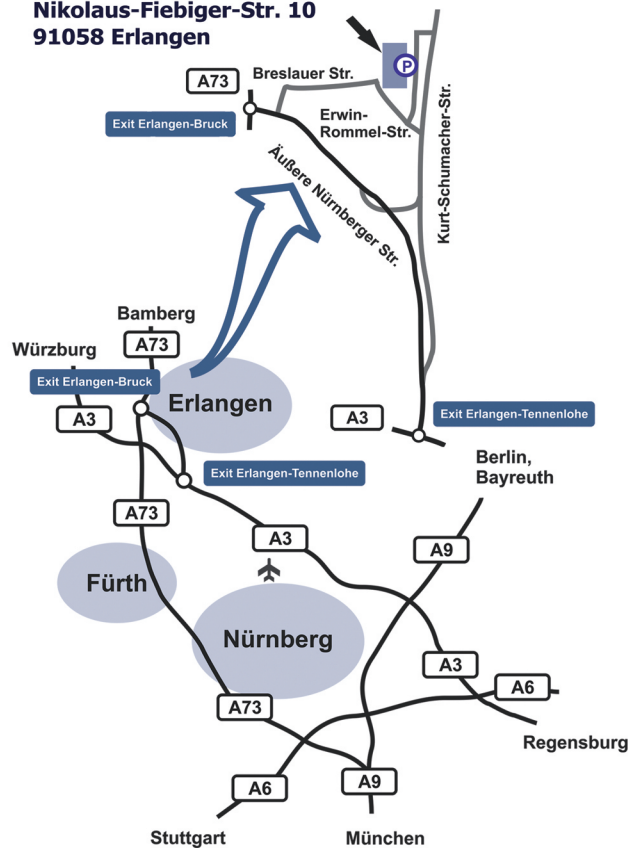 Nikolaus-Fiebiger-Str. 10
91058 Erlangen
P
Breslauer Str.
A73
Erwin-
Rommel-Str.
Exit Erlangen-Bruck
Kurt-Schumacher-Str.
Äußere Nürnberger Str.
Bamberg
A73
Würzburg
Exit Erlangen-Bruck
Erlangen
A3
A3
Exit Erlangen-Tennenlohe
Berlin,
Bayreuth
Exit Erlangen-Tennenlohe
A73
A3
A9
Fürth
Nürnberg
A3
A6
A73
Regensburg
A6
A9
Stuttgart
München